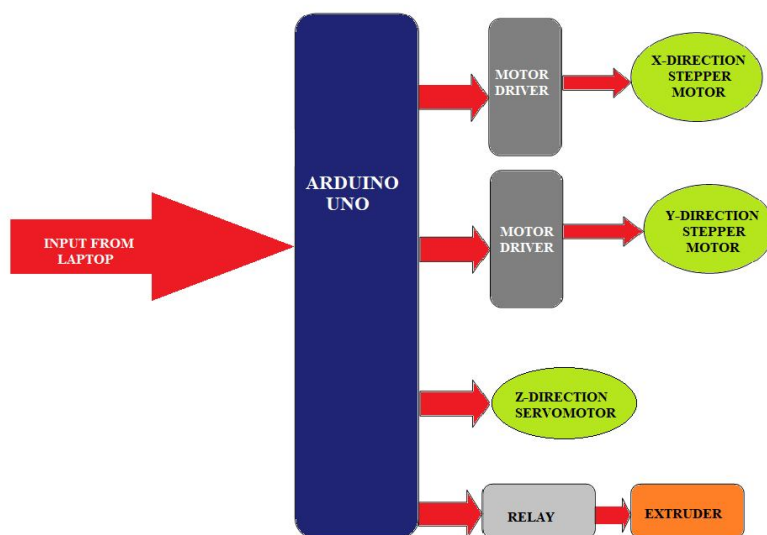 INPUT FROM
LAPTOP
ARDUINO
UNO
MOTOR
DRIVER
X-DIRECTION
STEPPER
MOTOR
MOTOR
DRIVER
Y-DIRECTION
STEPPER
MOTOR
Z-DIRECTION
SERVOMOTOR
RELAY
EXTRUDER